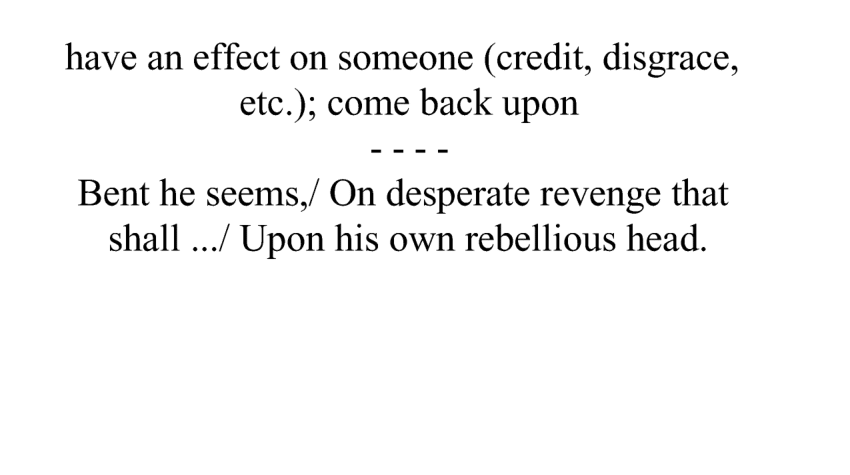 have an effect on someone (credit, disgrace,
etc.); come back upon
- - - -
Bent he seems,/ On desperate revenge that
shall .../ Upon his own rebellious head.